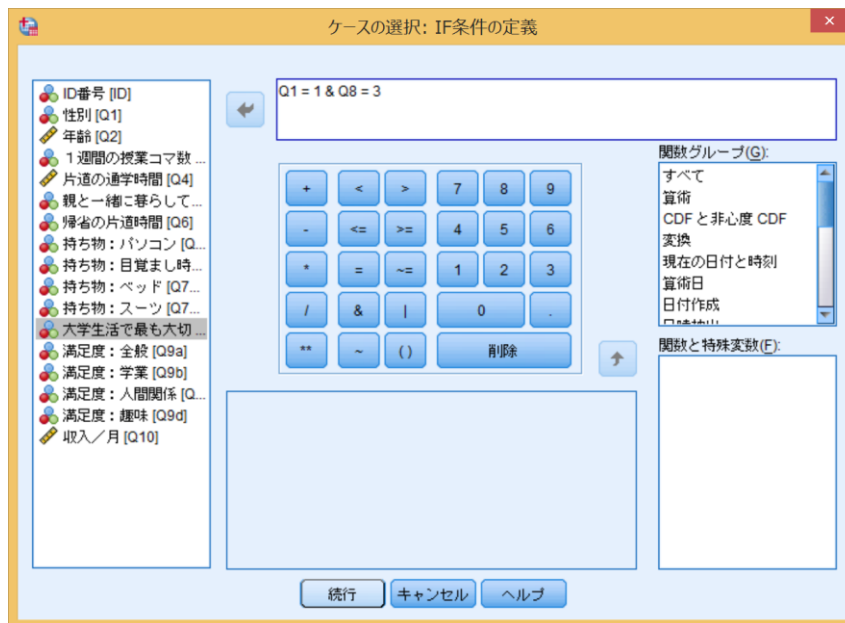 ケースの選択: IF条件の定義
Q1 = 1 & Q8 = 3
ID番号 [ID]
性別 [Q1]
年齢 [Q2]
１週間の授業コマ数 ...
片道の通学時間 [Q4]
親と一緒に暮らして...
帰省の片道時間 [Q6]
持ち物：パソコン [Q...
持ち物：目覚まし時...
持ち物：ベッド [Q7...
持ち物：スーツ [Q7...
大学生活で最も大切 ...
満足度：全般 [Q9a]
満足度：学業 [Q9b]
満足度：人間関係 [Q...
満足度：趣味 [Q9d]
収入／月 [Q10]
+ < > 7 8 9
- <= >= 4 5 6
* = ~= 1 2 3
/ & | 0 .
** ~ ( ) 削除
関数グループ(G):
すべて
算術
CDF と非心度 CDF
変換
現在の日付と時刻
算術日
日付作成
日時抽出
関数と特殊変数(F):
続行 キャンセル ヘルプ